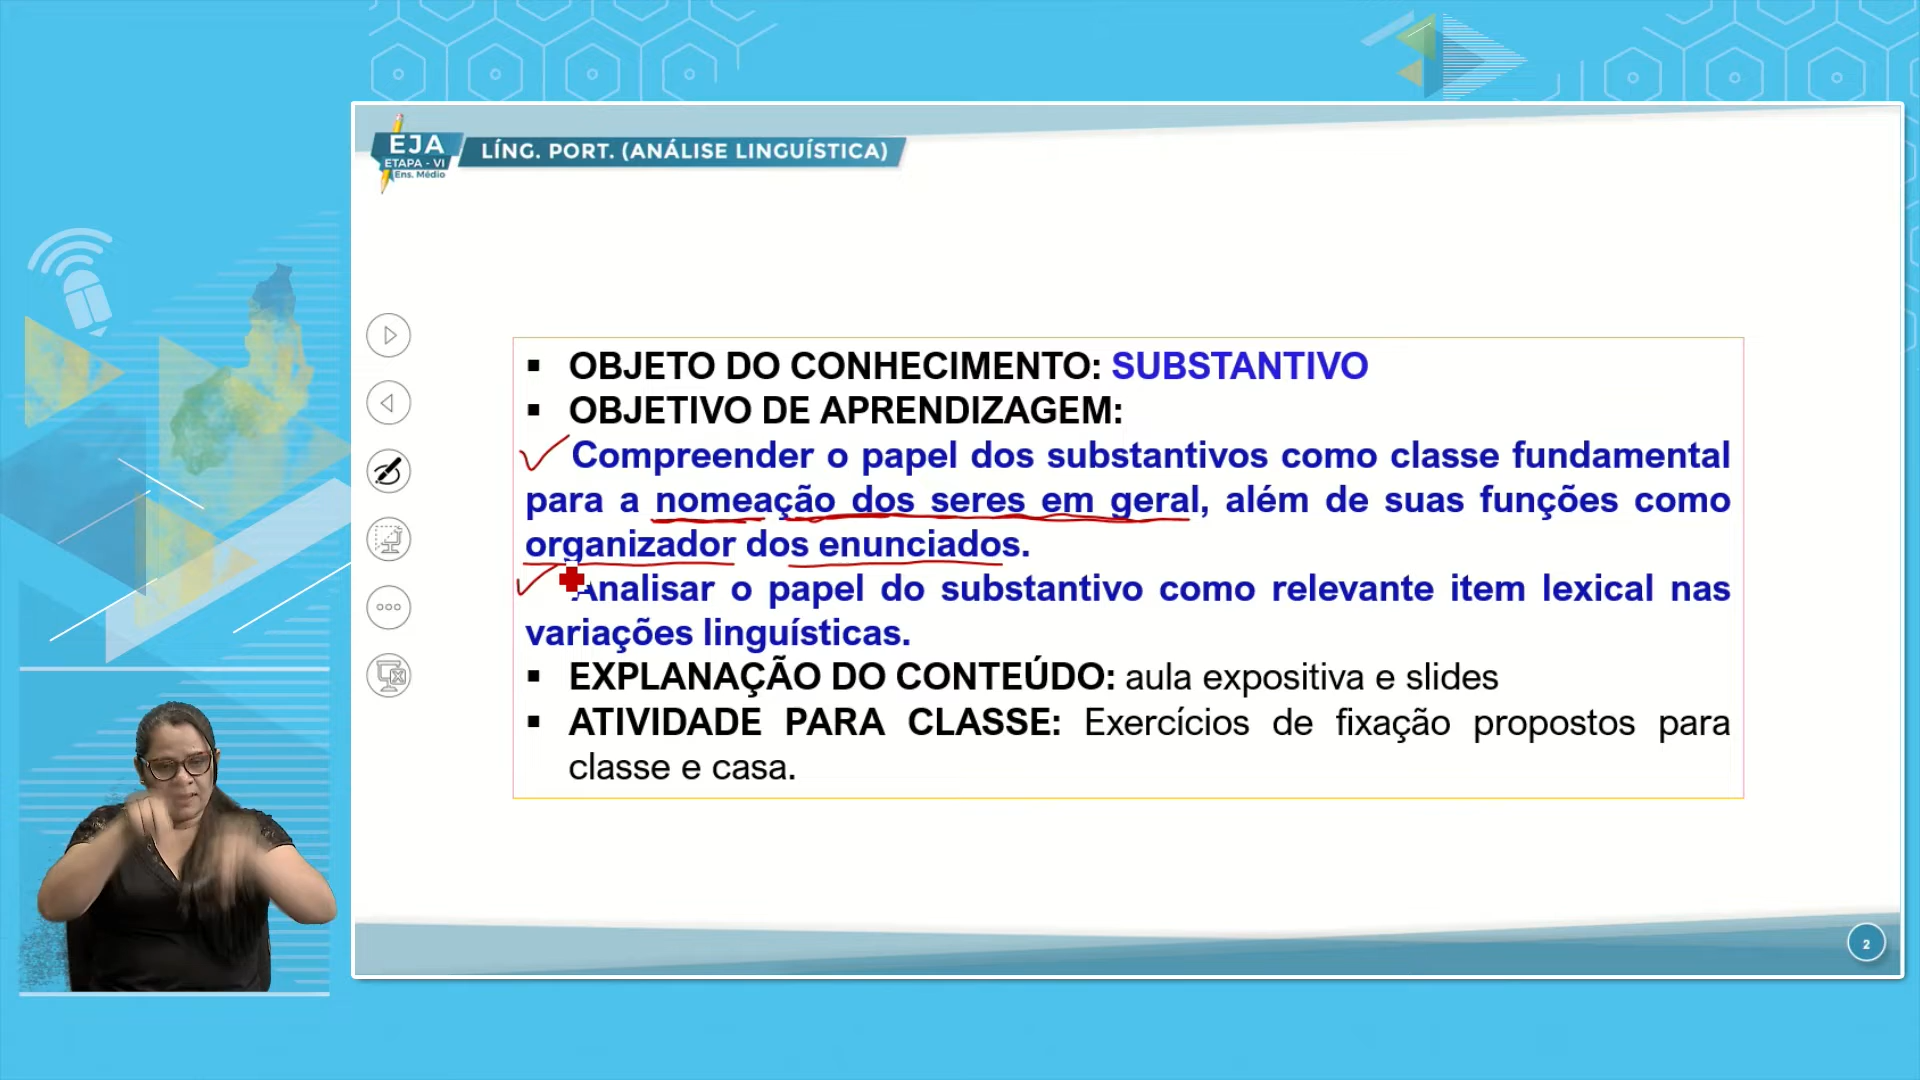 EJA
ETAPA - VI
Ens. Médio
LÍNG. PORT. (ANÁLISE LINGUÍSTICA)
▪ OBJETO DO CONHECIMENTO: SUBSTANTIVO
▪ OBJETIVO DE APRENDIZAGEM:
Compreender o papel dos substantivos como classe fundamental
para a nomeação dos seres em geral, além de suas funções como
organizador dos enunciados.
Analisar o papel do substantivo como relevante item lexical nas
variações linguísticas.
▪ EXPLANAÇÃO DO CONTEÚDO: aula expositiva e slides
▪ ATIVIDADE PARA CLASSE: Exercícios de fixação propostos para
classe e casa.
2